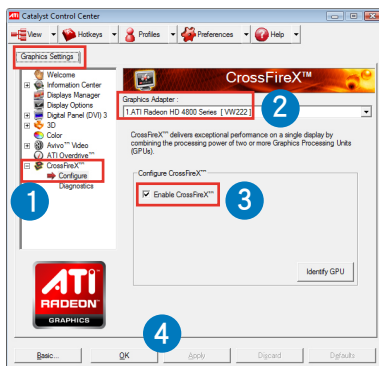 Catalyst Control Center
View Hotkeys Profiles Preferences Help
Graphics Settings
Welcome
Information Center
Displays Manager
Display Options
Digital Panel (DVI) 3
3D
Color
Avivo™ Video
ATI Overdrive™
CrossFireX™
Configure
Diagnostics
CrossFireX™
Graphics Adapter :
1.ATI Radeon HD 4800 Series [ VW222 ]
CrossFireX™ delivers exceptional performance on a single display by
combining the processing power of two or more Graphics Processing Units
(GPUs).
Configure CrossFireX™
Enable CrossFireX™
Identify GPU
1
2
3
4
ATI
RADEON
GRAPHICS
Basic... OK Apply Discard Defaults